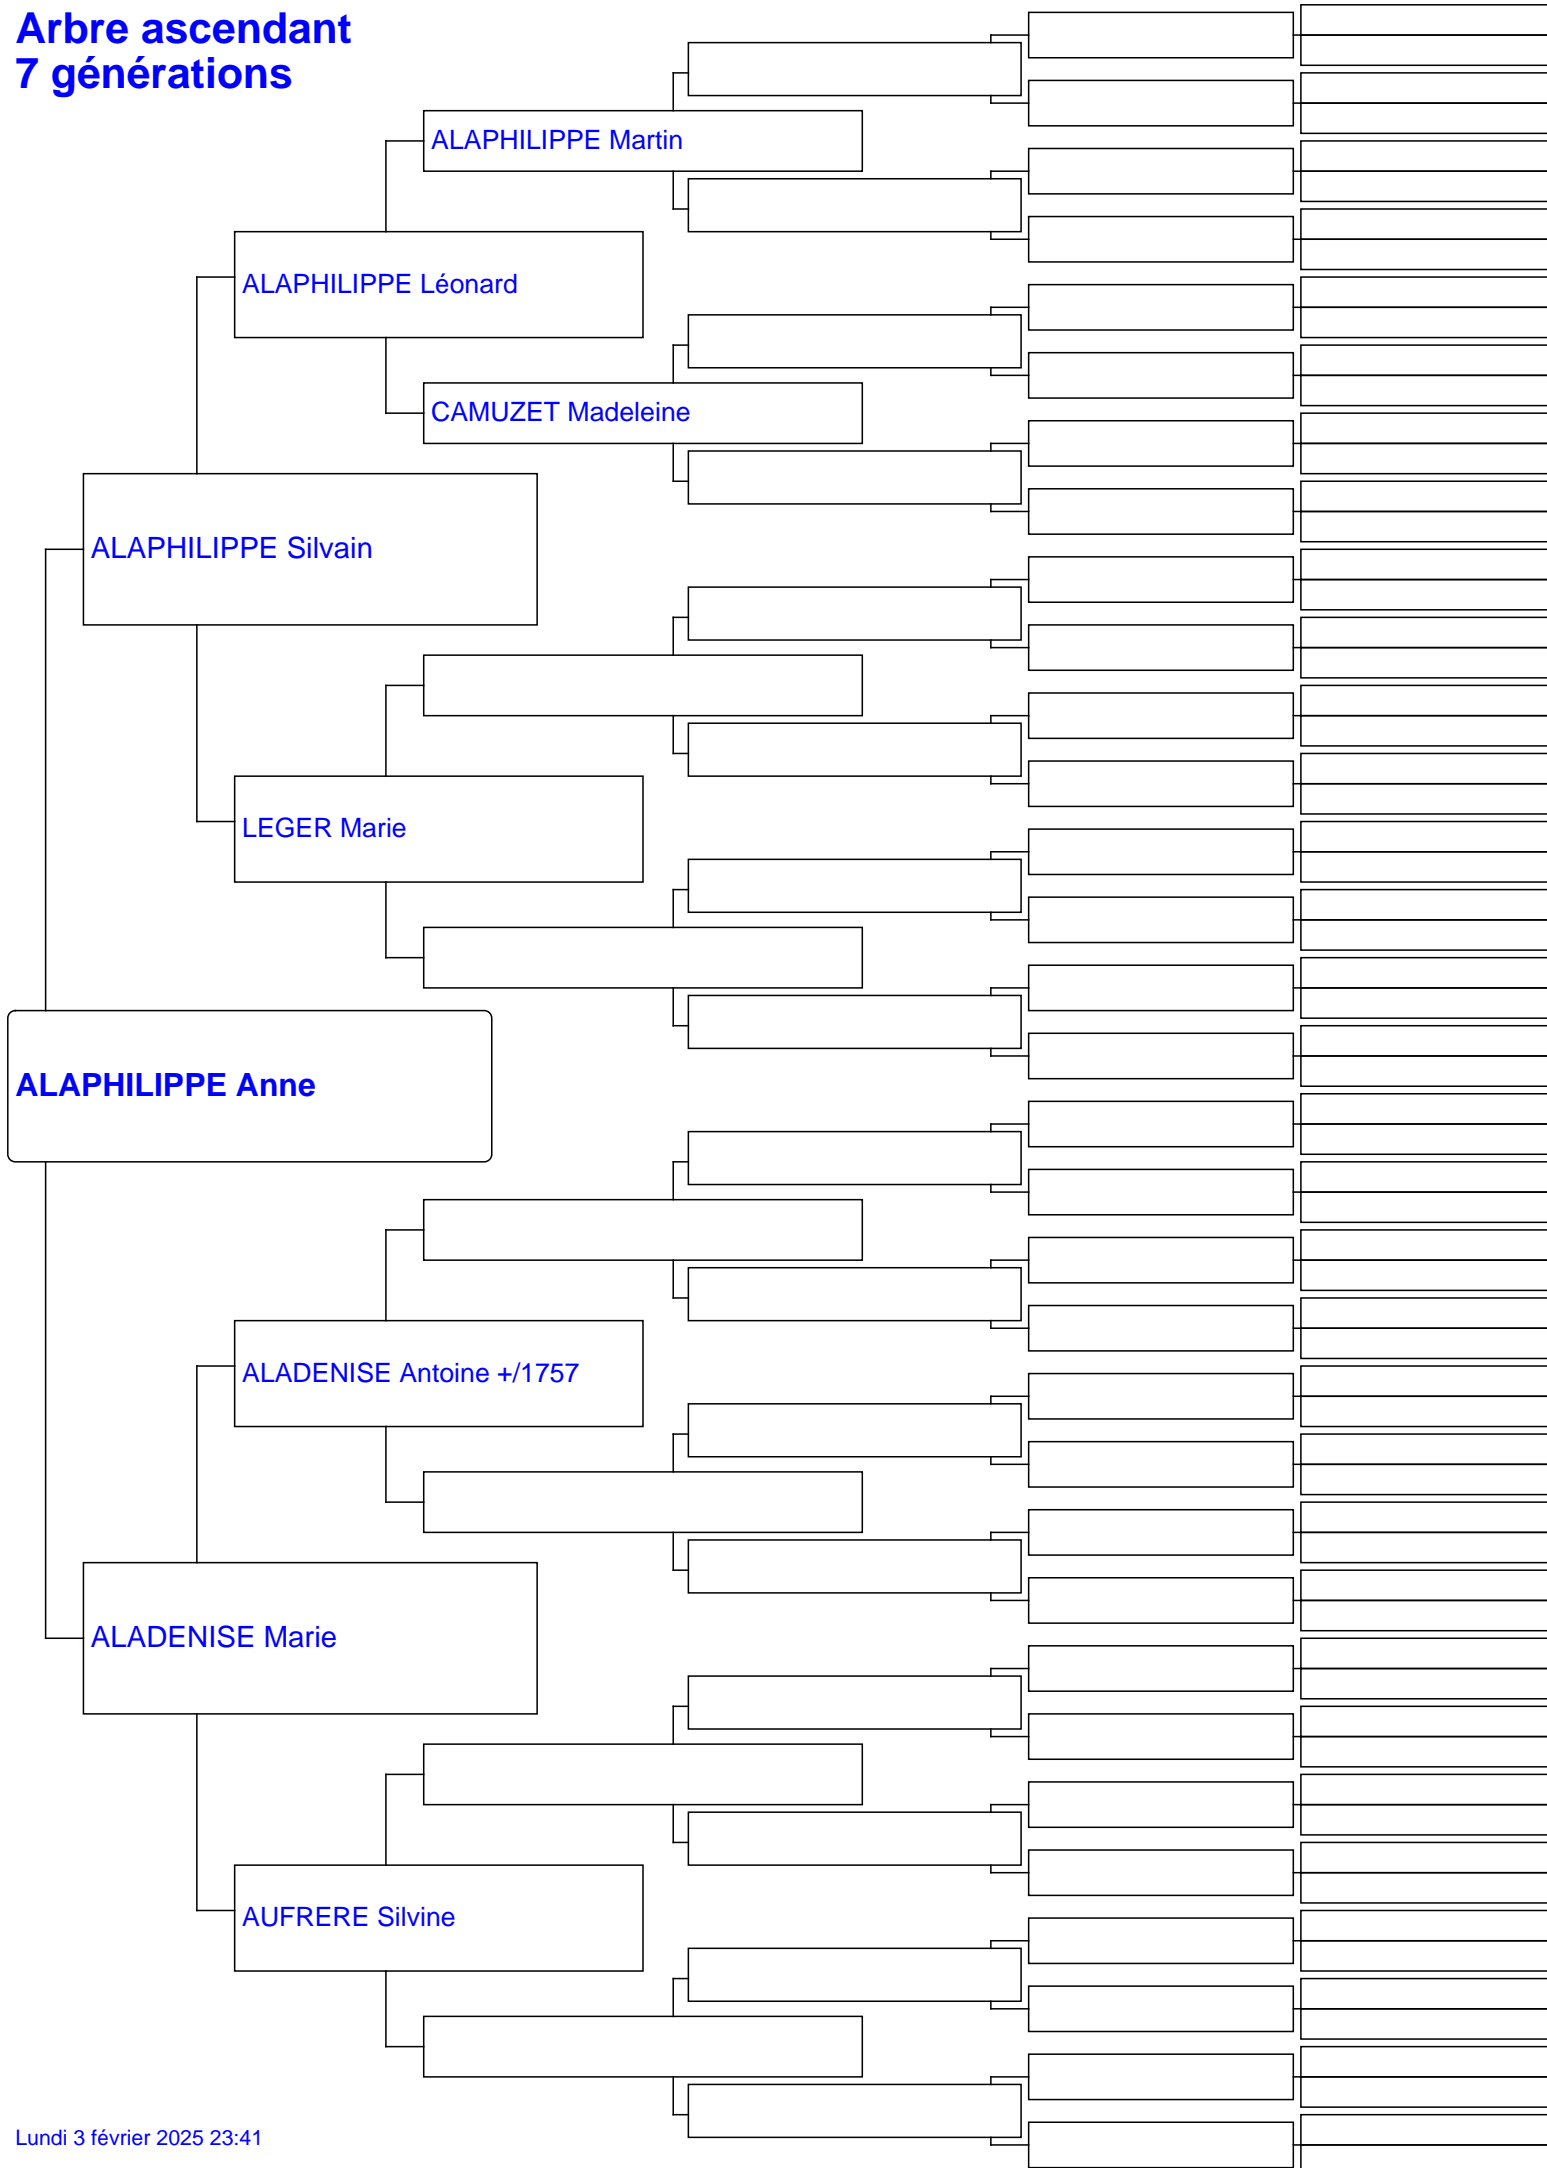 Arbre ascendant
7 générations
ALAPHILIPPE Martin
ALAPHILIPPE Léonard
CAMUZET Madeleine
ALAPHILIPPE Silvain
LEGER Marie
ALAPHILIPPE Anne
ALADENISE Antoine +/1757
ALADENISE Marie
AUFRERE Silvine
Lundi 3 février 2025 23:41